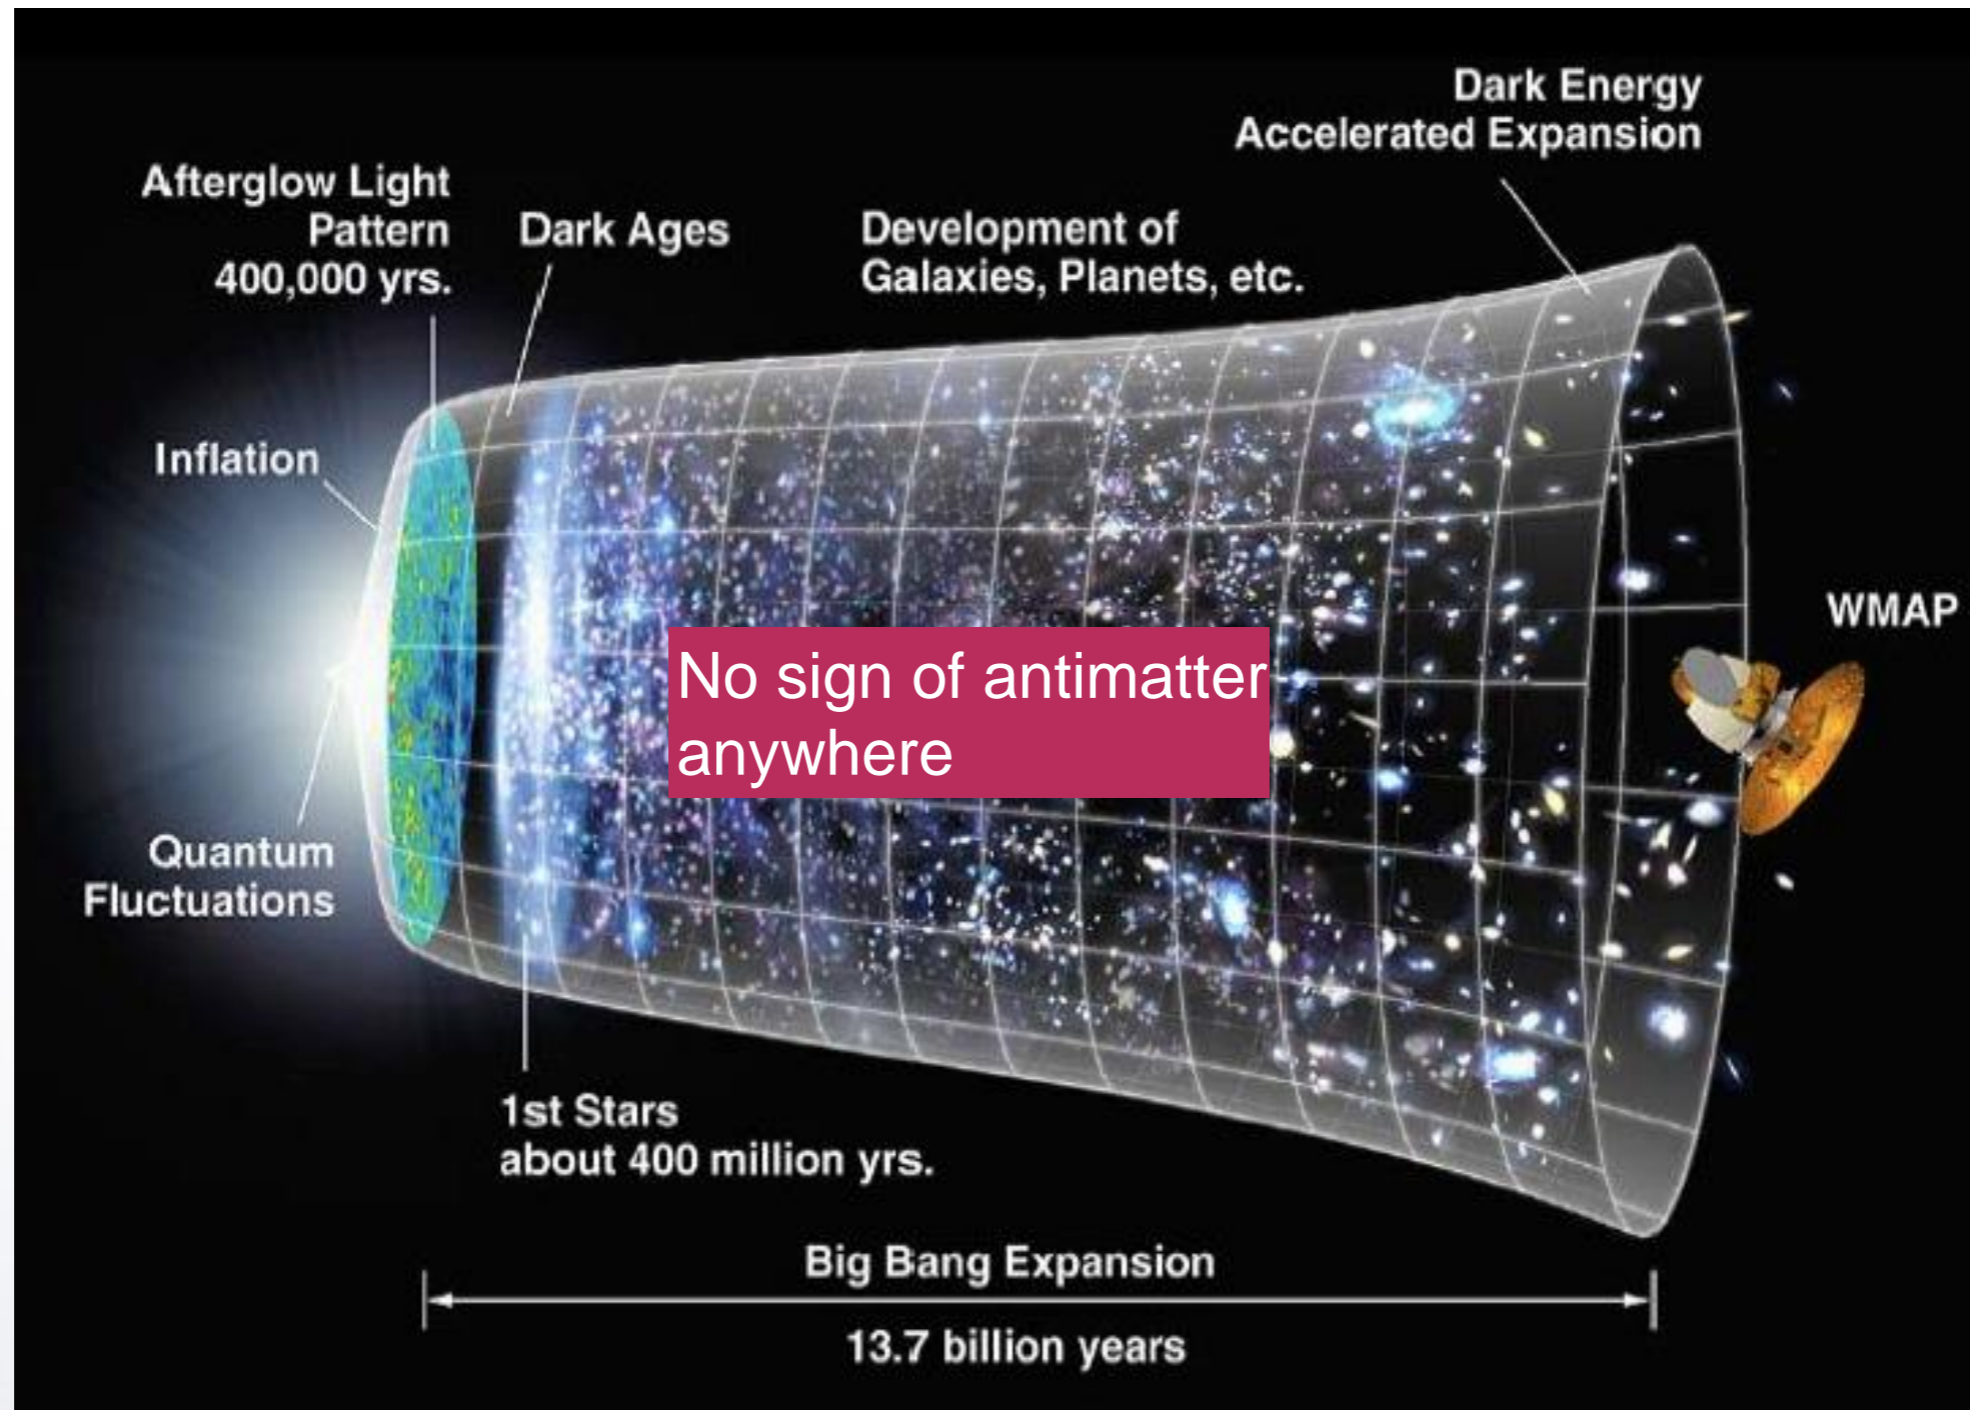 Dark Energy
Accelerated Expansion
Afterglow Light
Pattern
400,000 yrs.
Dark Ages
Development of
Galaxies, Planets, etc.
Inflation
WMAP
No sign of antimatter
anywhere
Quantum
Fluctuations
1st Stars
about 400 million yrs.
Big Bang Expansion
13.7 billion years